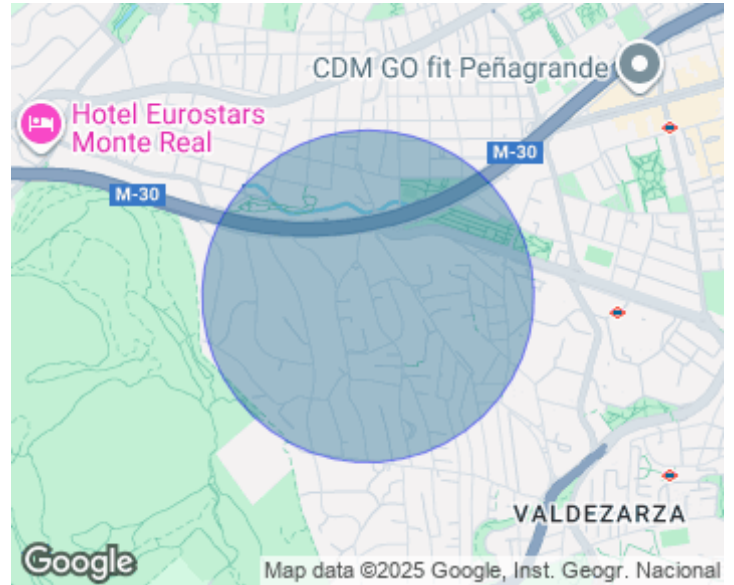 CDM GO fit Peñagrande
Hotel Eurostars
Monte Real
M-30
M-30
VALDEZARZA
Google
Map data ©2025 Google, Inst. Geogr. Nacional